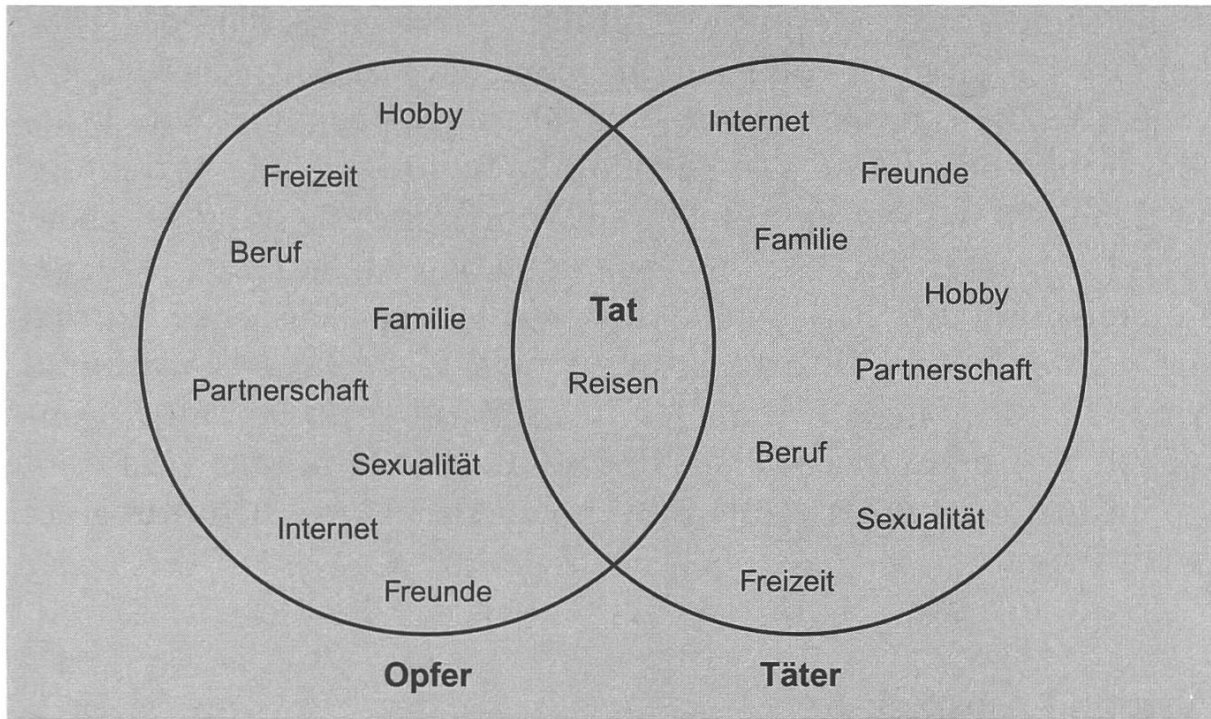 Hobby
Freizeit
Beruf
Familie
Partnerschaft
Sexualität
Internet
Freunde
Tat
Reisen
Internet
Freunde
Familie
Hobby
Partnerschaft
Beruf
Sexualität
Freizeit
Opfer
Täter